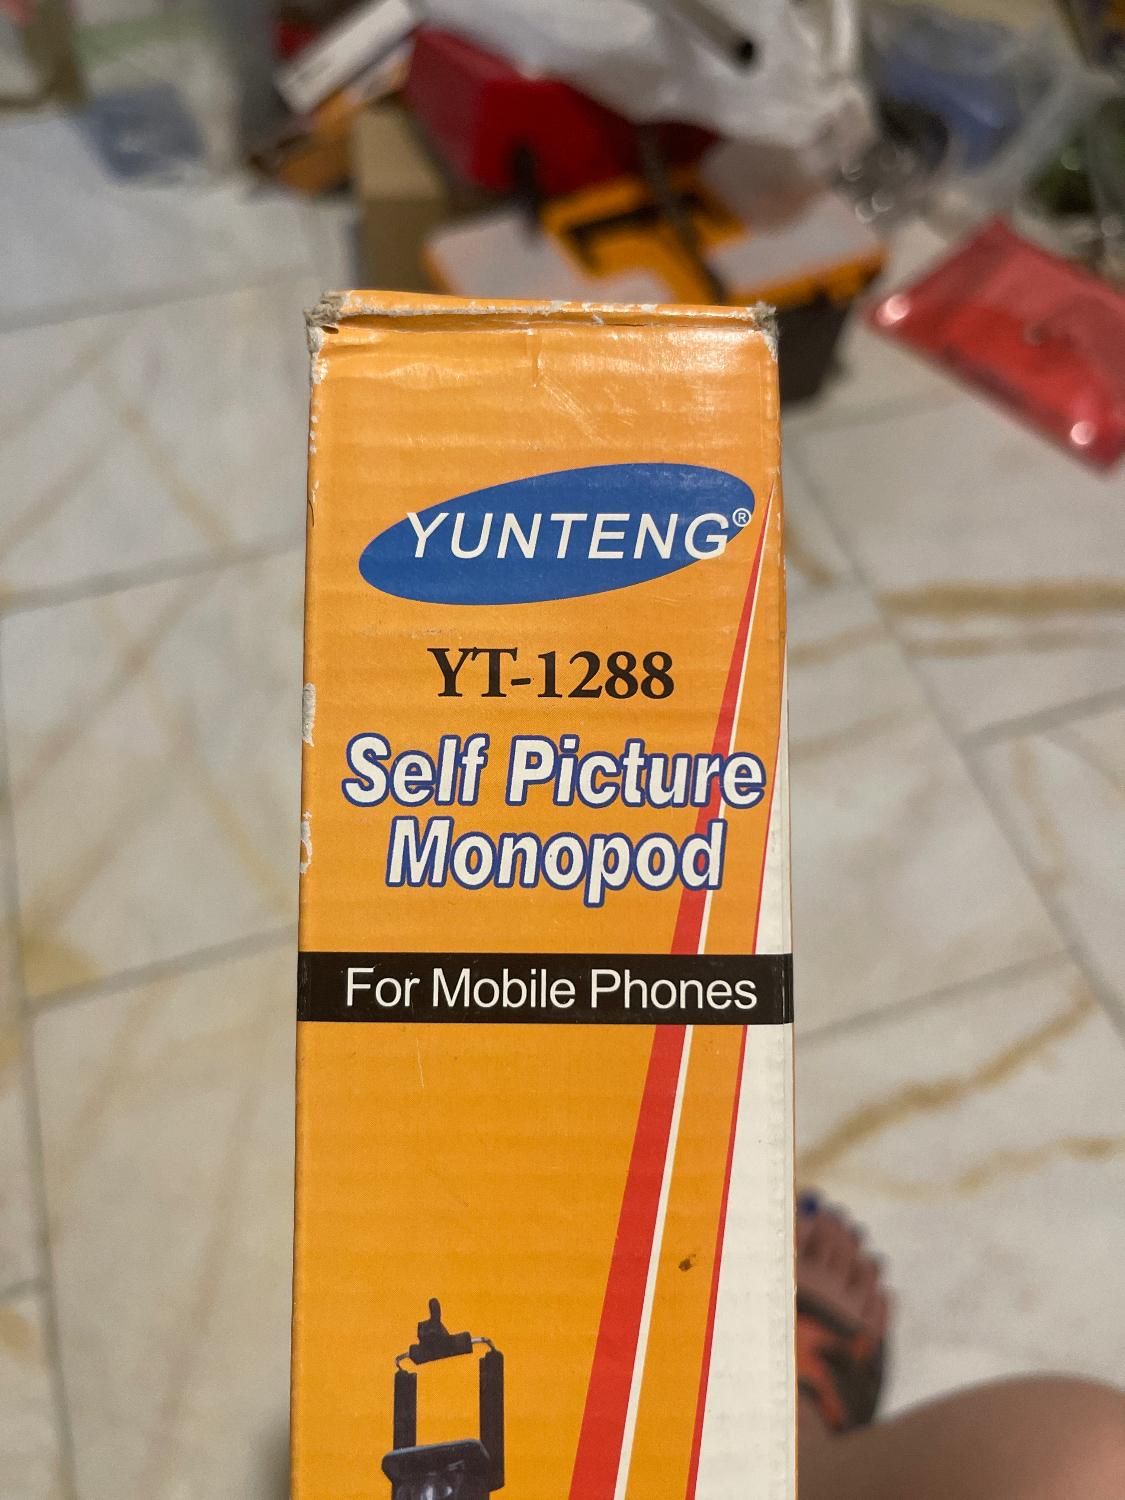 YUNTENG®
YT-1288
Self Picture
Monopod
For Mobile Phones